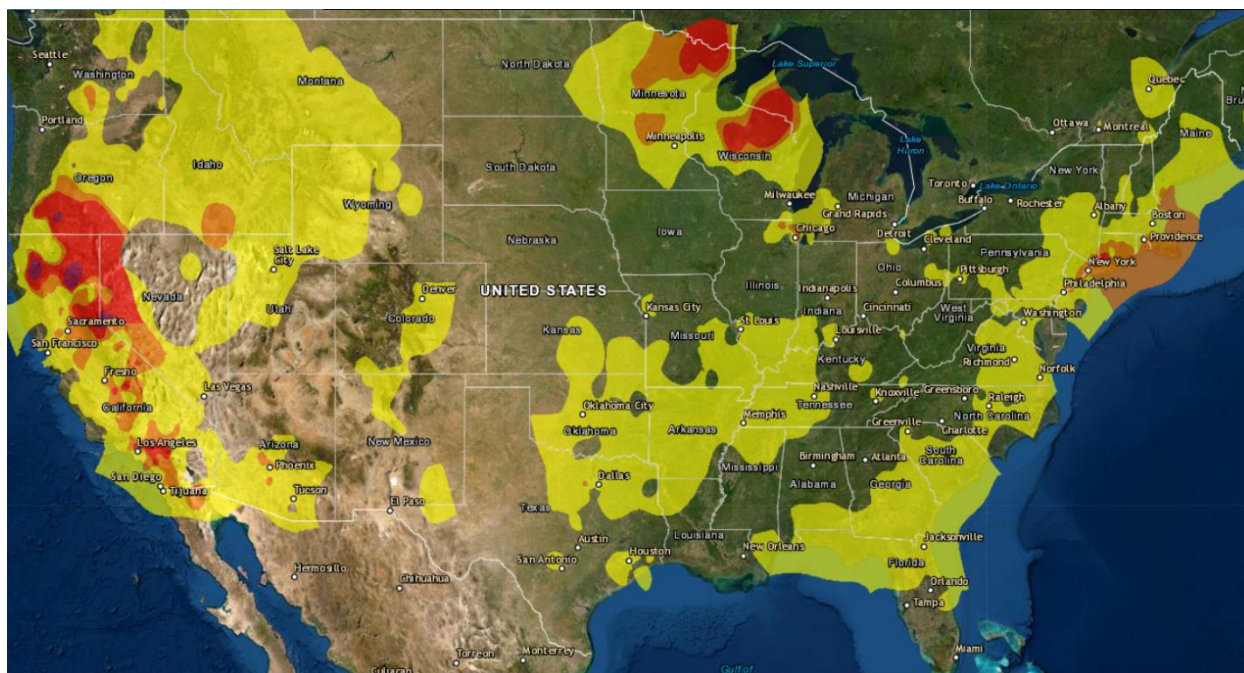 Seattle
Washington
Montana
North Dakota
Lake Superior
Quebec
Portland
Minnesota
Ottawa
Montreal
Maine
Minneapolis
Lake
Huron
Idaho
South Dakota
Wisconsin
New York
Oregon
Toronto
Lake Ontario
Wyoming
Milwaukee
Michigan
Buffalo
Rochester
Albany
Grand Rapids
Boston
Chicago
Detroit
Providence
Salt Lake
City
Nebraska
Iowa
Cleveland
Pennsylvania
New York
Ohio
Pittsburgh
Nevada
Denver
UNITED STATES
Illinois
Indianapolis
Columbus
Philadelphia
Utah
Kansas City
Indiana
Cincinnati
West
Virginia
Washington
Sacramento
Colorado
Kansas
Missouri
St. Louis
Louisville
San Francisco
Kentucky
Virginia
Richmond
Fresno
Norfolk
Las Vegas
Nashville
Knoxville
Greensboro
California
Tennessee
Raleigh
Oklahoma City
Memphis
North Carolina
Greenville
Charlotte
Los Angeles
Arizona
New Mexico
Oklahoma
Arkansas
South
Carolina
Phoenix
Birmingham
Atlanta
San Diego
Mississippi
Tijuana
Dallas
Alabama
Georgia
Tucson
El Paso
Texas
Louisiana
Austin
New Orleans
Jacksonville
San Antonio
Houston
Florida
Hermosillo
Chihuahua
Orlando
Tampa
Torreon
Monterrey
Miami
Gulf of